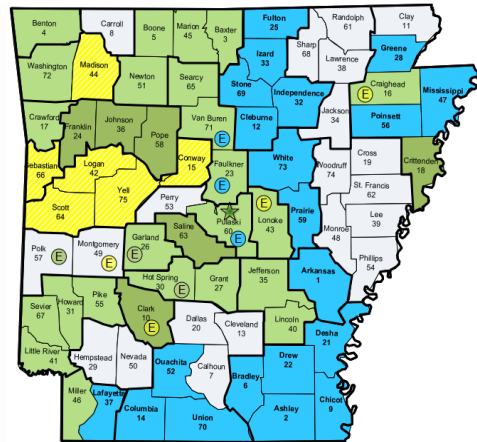 Benton
4
Carroll
8
Boone
5
Marion
45
Baxter
3
Fulton
25
Randolph
61
Clay
11
Sharp
68
Izard
33
Lawrence
38
Greene
28
Washington
72
Madison
44
Newton
51
Searcy
65
Stone
69
Independence
32
Craighead
16
E
Mississippi
47
Crawford
17
Franklin
24
Johnson
36
Pope
58
Van Buren
71
E
Cleburne
12
Jackson
34
Poinsett
56
Sebastian
66
Logan
42
Conway
15
Faulkner
23
E
White
73
Woodruff
74
Cross
19
Crittenden
18
Scott
64
Yell
75
Perry
53
Pulaski
60
E
Lonoke
43
E
Prairie
59
St. Francis
62
Lee
39
Monroe
48
Phillips
54
Polk
57
E
Montgomery
49
E
Garland
26
E
Saline
63
Hot Spring
30
E
Grant
27
Jefferson
35
Arkansas
1
Sevier
67
Howard
31
Pike
55
Clark
10
E
Dallas
20
Cleveland
13
Lincoln
40
Desha
21
Little River
41
Hempstead
29
Nevada
50
Ouachita
52
Calhoun
7
Bradley
6
Drew
22
Miller
46
Lafayette
37
Columbia
14
Union
70
Ashley
2
Chicot
9